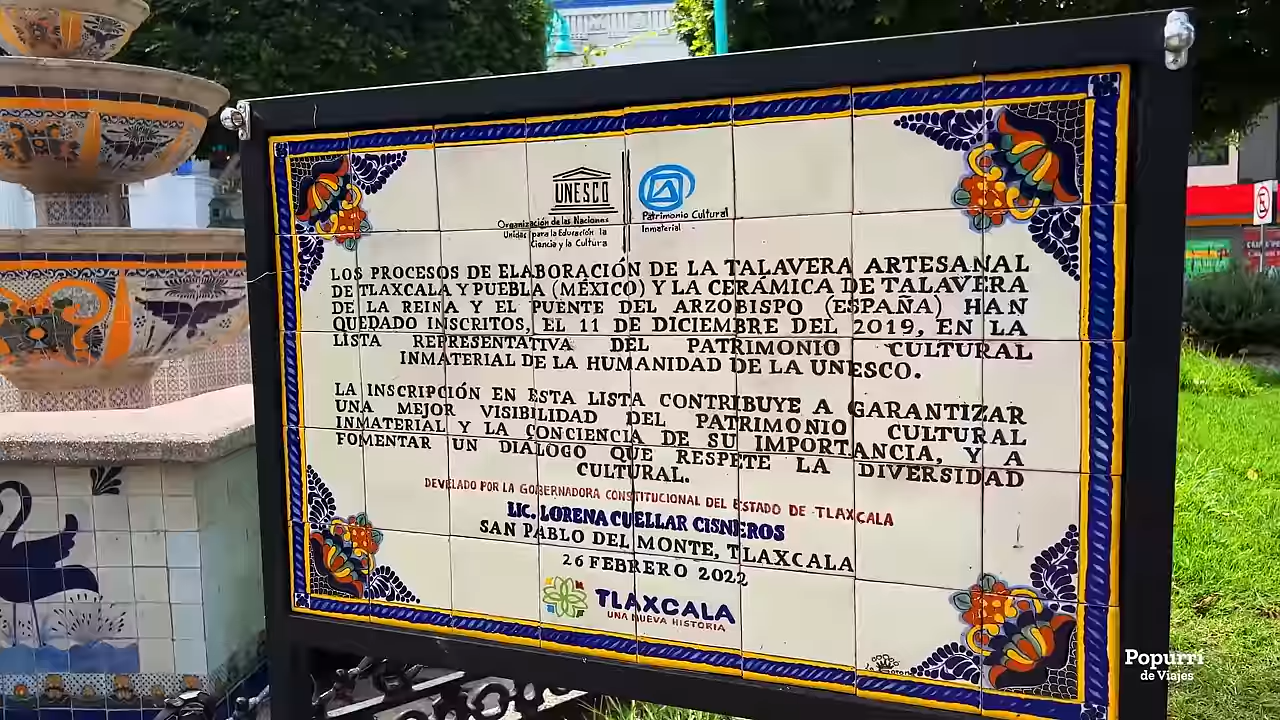 UNESCO
Organización de las Naciones
Unidas para la Educación la
Ciencia y la Cultura
Patrimonio Cultural
Inmaterial
LOS PROCESOS DE ELABORACIÓN DE LA TALAVERA ARTESANAL
DE TLAXCALA Y PUEBLA (MÉXICO) Y LA CERÁMICA DE TALAVERA
DE LA REINA Y EL PUENTE DEL ARZOBISPO (ESPAÑA) HAN
QUEDADO INSCRITOS, EL 11 DE DICIEMBRE DEL 2019, EN LA
LISTA REPRESENTATIVA DEL PATRIMONIO CULTURAL
INMATERIAL DE LA HUMANIDAD DE LA UNESCO.
LA INSCRIPCIÓN EN ESTA LISTA CONTRIBUYE A GARANTIZAR
UNA MEJOR VISIBILIDAD DEL PATRIMONIO CULTURAL
INMATERIAL Y LA CONCIENCIA DE SU IMPORTANCIA, Y A
FOMENTAR UN DIALOGO QUE RESPETE LA DIVERSIDAD
CULTURAL.
DEVELADO POR LA GOBERNADORA CONSTITUCIONAL DEL ESTADO DE TLAXCALA
LIC. LORENA CUELLAR CISNEROS
SAN PABLO DEL MONTE, TLAXCALA
26 FEBRERO 2022
TLAXCALA
UNA NUEVA HISTORIA
Popurrí
de Viajes